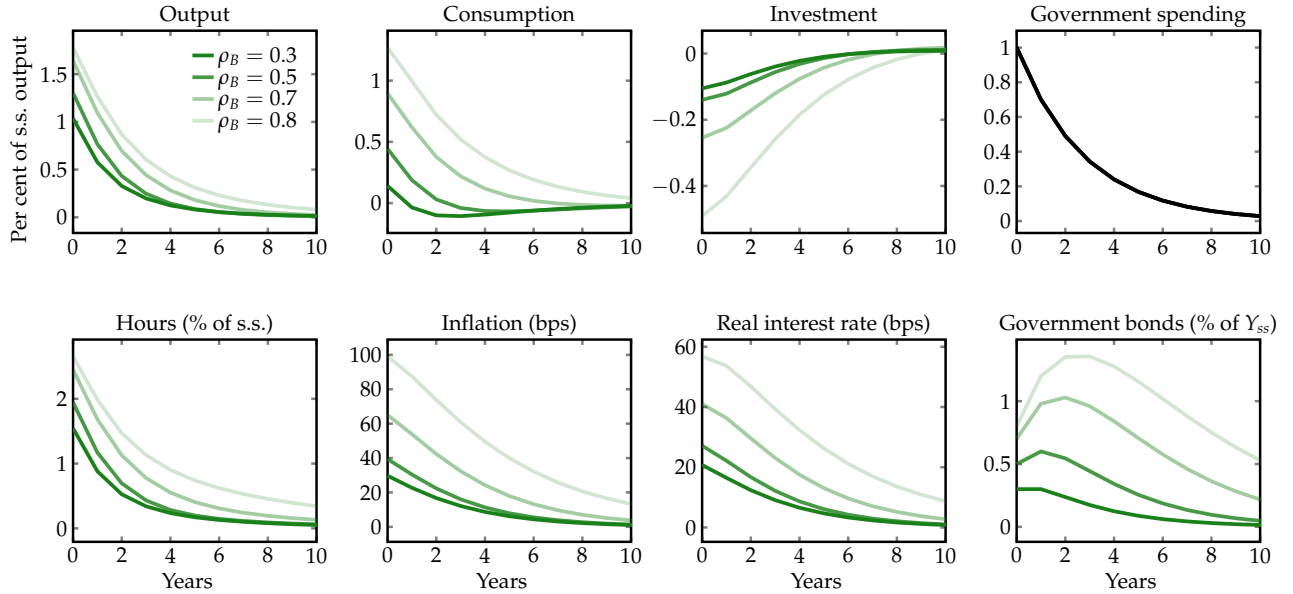 Output Consumption Investment Government spending
Per cent of s.s. output
1.5
1
0.5
0
ρB = 0.3
ρB = 0.5
ρB = 0.7
ρB = 0.8
0 2 4 6 8 10
1
0.5
0
0 2 4 6 8 10
0
−0.2
−0.4
0 2 4 6 8 10
1
0.8
0.6
0.4
0.2
0
0 2 4 6 8 10
Hours (% of s.s.) Inflation (bps) Real interest rate (bps) Government bonds (% of Yss)
2
1
0
0 2 4 6 8 10
Years
100
80
60
40
20
0
0 2 4 6 8 10
Years
60
40
20
0
0 2 4 6 8 10
Years
1
0.5
0
0 2 4 6 8 10
Years